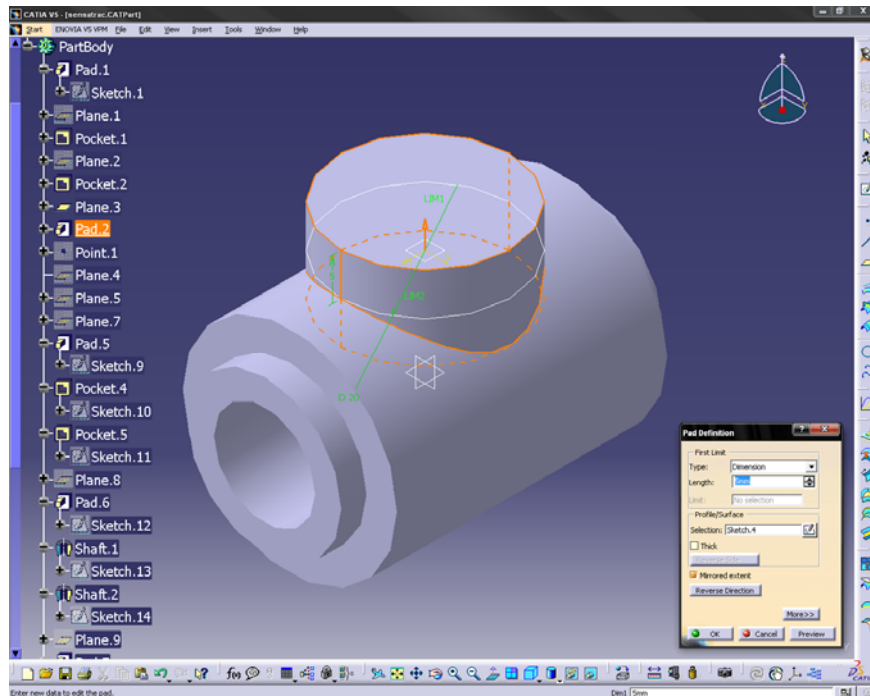 CATIA V5 - [sensatrac.CATPart]
Start ENOVIA V5 VPM File Edit View Insert Tools Window Help
PartBody
Pad.1
Sketch.1
Plane.1
Pocket.1
Plane.2
Pocket.2
Plane.3
Pad.2
Point.1
Plane.4
Plane.5
Plane.7
Pad.5
Sketch.9
Pocket.4
Sketch.10
Pocket.5
Sketch.11
Plane.8
Pad.6
Sketch.12
Shaft.1
Sketch.13
Shaft.2
Sketch.14
Plane.9
LIM1
LIM2
D 20
Pad Definition
First Limit
Type: Dimension
Length: 5mm
Limit: No selection
Profile/Surface
Selection: Sketch.4
Thick
Reverse Side
Mirrored extent
Reverse Direction
More>>
OK Cancel Preview
Enter new data to edit the pad.
Dim1 5mm